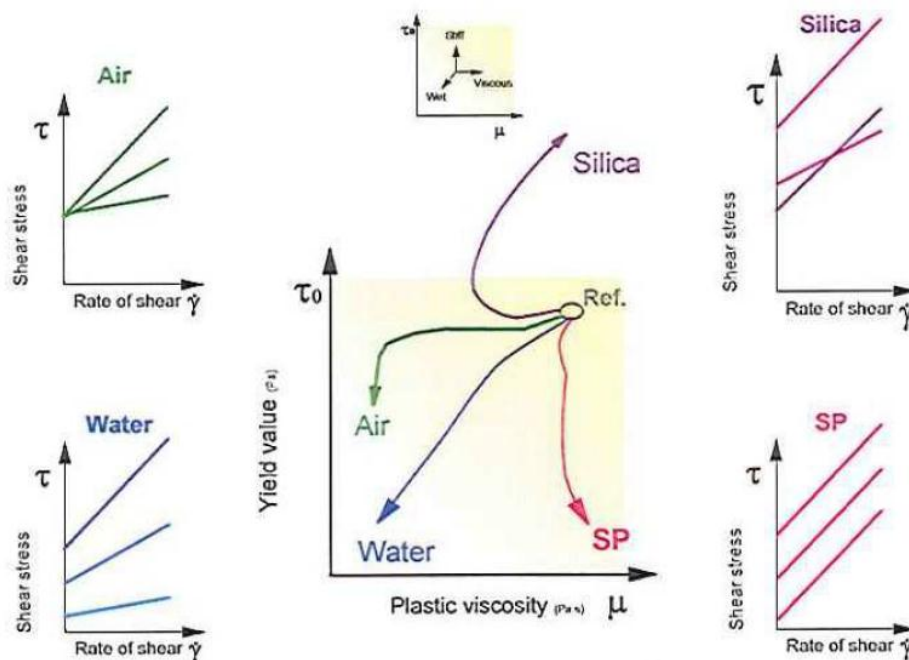 τ₀
Stiff
Viscous
Wet
μ
Air
τ
Shear stress
Rate of shear γ̇
Silica
τ
Shear stress
Rate of shear γ̇
Silica
τ₀
Ref.
Yield value (Pa)
Air
Water
SP
Plastic viscosity (Pa s) μ
Water
τ
Shear stress
Rate of shear γ̇
SP
τ
Shear stress
Rate of shear γ̇